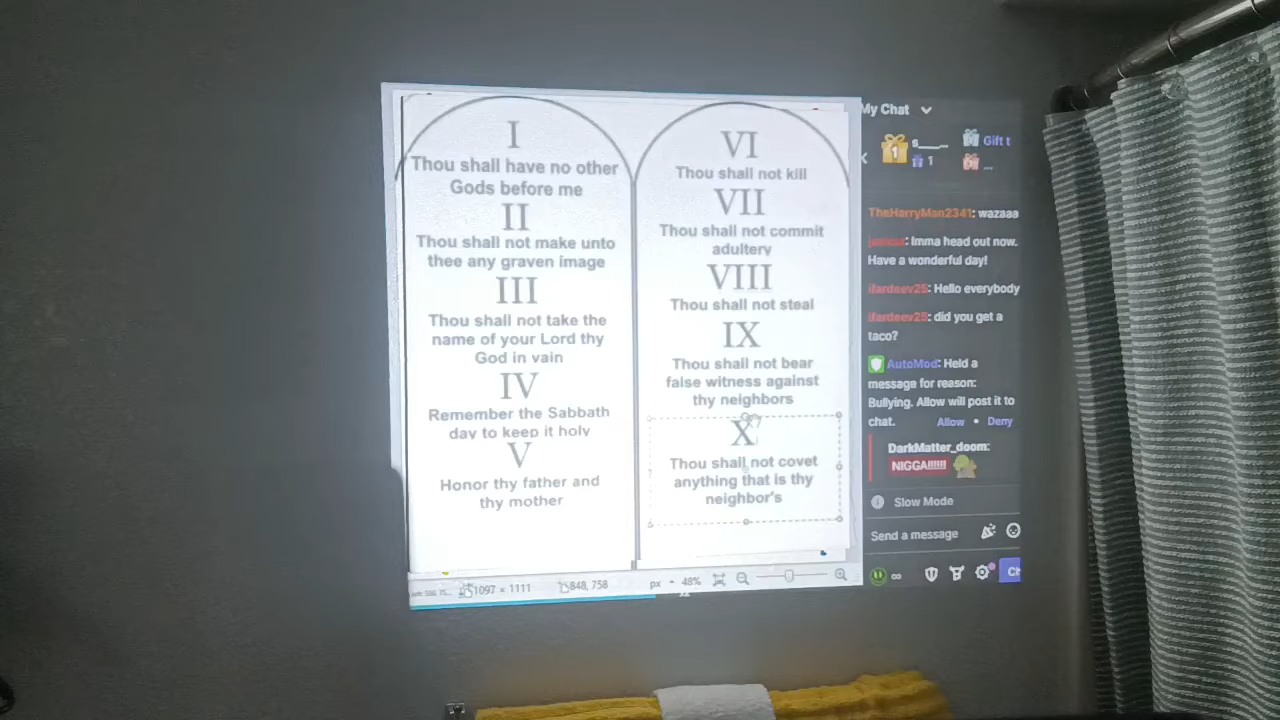 I
Thou shall have no other
Gods before me
II
Thou shall not make unto
thee any graven image
III
Thou shall not take the
name of your Lord thy
God in vain
IV
Remember the Sabbath
day to keep it holy
V
Honor thy father and
thy mother
VI
Thou shall not kill
VII
Thou shall not commit
adultery
VIII
Thou shall not steal
IX
Thou shall not bear
false witness against
thy neighbors
X
Thou shall not covet
anything that is thy
neighbor's
1097 × 1111
848, 758
px
48%
My Chat
1
s___...
1
Gift t
...
TheHarryMan2341: wazaaa
: Imma head out now.
Have a wonderful day!
ifardeev25: Hello everybody
ifardeev25: did you get a
taco?
AutoMod: Held a
message for reason:
Bullying. Allow will post it to
chat. Allow • Deny
DarkMatter_doom:
NIGGA!!!!!!
Slow Mode
Send a message
∞
Ch